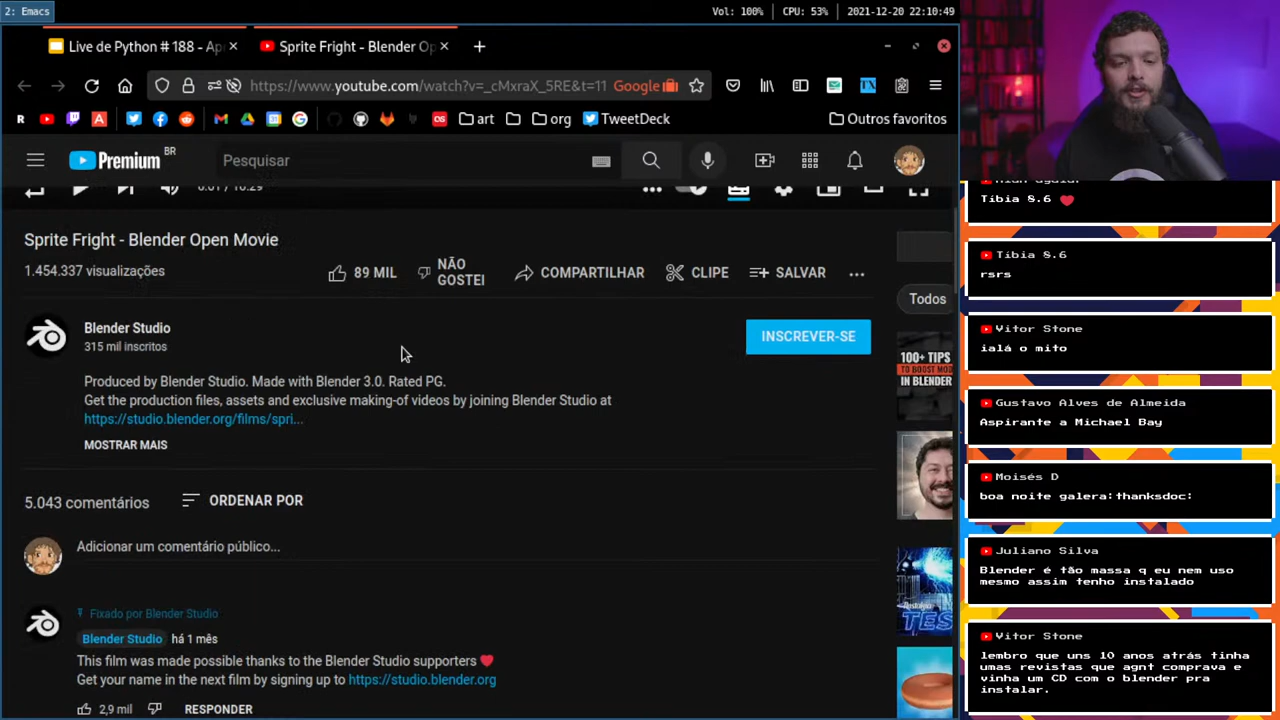 2: Emacs
Vol: 100%
CPU: 53%
2021-12-20 22:10:49
Live de Python # 188 - Ap
Sprite Fright - Blender Op
https://www.youtube.com/watch?v=_cMxraX_5RE&t=11
Google
art
org
TweetDeck
Outros favoritos
Premium BR
Pesquisar
Sprite Fright - Blender Open Movie
1.454.337 visualizações
89 MIL
NÃO
GOSTEI
COMPARTILHAR
CLIPE
SALVAR
Todos
Blender Studio
315 mil inscritos
INSCREVER-SE
Produced by Blender Studio. Made with Blender 3.0. Rated PG.
Get the production files, assets and exclusive making-of videos by joining Blender Studio at
https://studio.blender.org/films/spri...
MOSTRAR MAIS
100+ TIPS
TO BOOST MOD
IN BLENDER
5.043 comentários
ORDENAR POR
Adicionar um comentário público...
Fixado por Blender Studio
Blender Studio há 1 mês
This film was made possible thanks to the Blender Studio supporters ❤
Get your name in the next film by signing up to https://studio.blender.org
2,9 mil
RESPONDER
Tibia 8.6 ❤
Tibia 8.6
rsrs
Vitor Stone
ialá o mito
Gustavo Alves de Almeida
Aspirante a Michael Bay
Moisés D
boa noite galera:thanksdoc:
Juliano Silva
Blender é tão massa q eu nem uso
mesmo assim tenho instalado
Vitor Stone
lembro que uns 10 anos atrás tinha
umas revistas que agnt comprava e
vinha um CD com o blender pra
instalar.